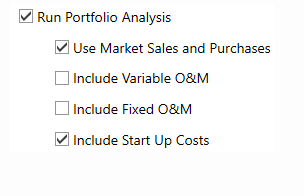 Run Portfolio Analysis
Use Market Sales and Purchases
Include Variable O&M
Include Fixed O&M
Include Start Up Costs